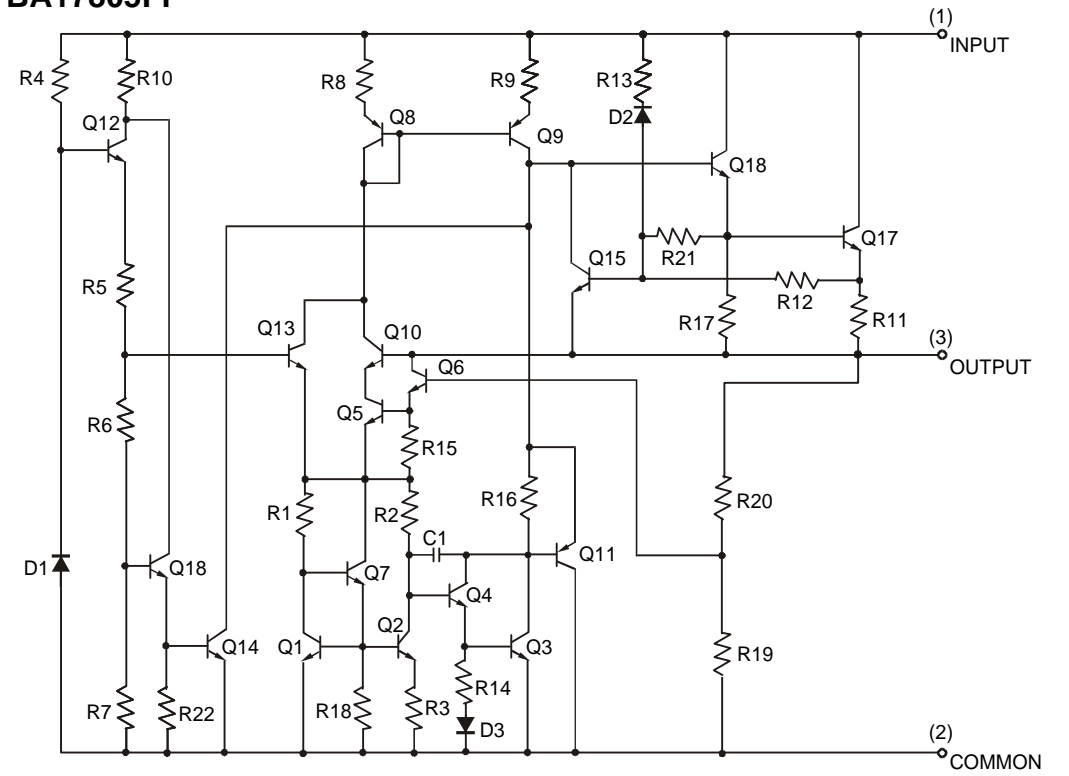 (1)
INPUT
R4
R10
R8
R9
R13
Q12
Q8
D2
Q9
Q18
Q15
Q17
R21
R5
R12
Q13
Q10
R17
R11
(3)
OUTPUT
Q6
Q5
R6
R15
R16
R20
R1
R2
C1
D1
Q18
Q7
Q11
Q4
Q14
Q1
Q2
Q3
R19
R14
R7
R22
R18
R3
D3
(2)
COMMON